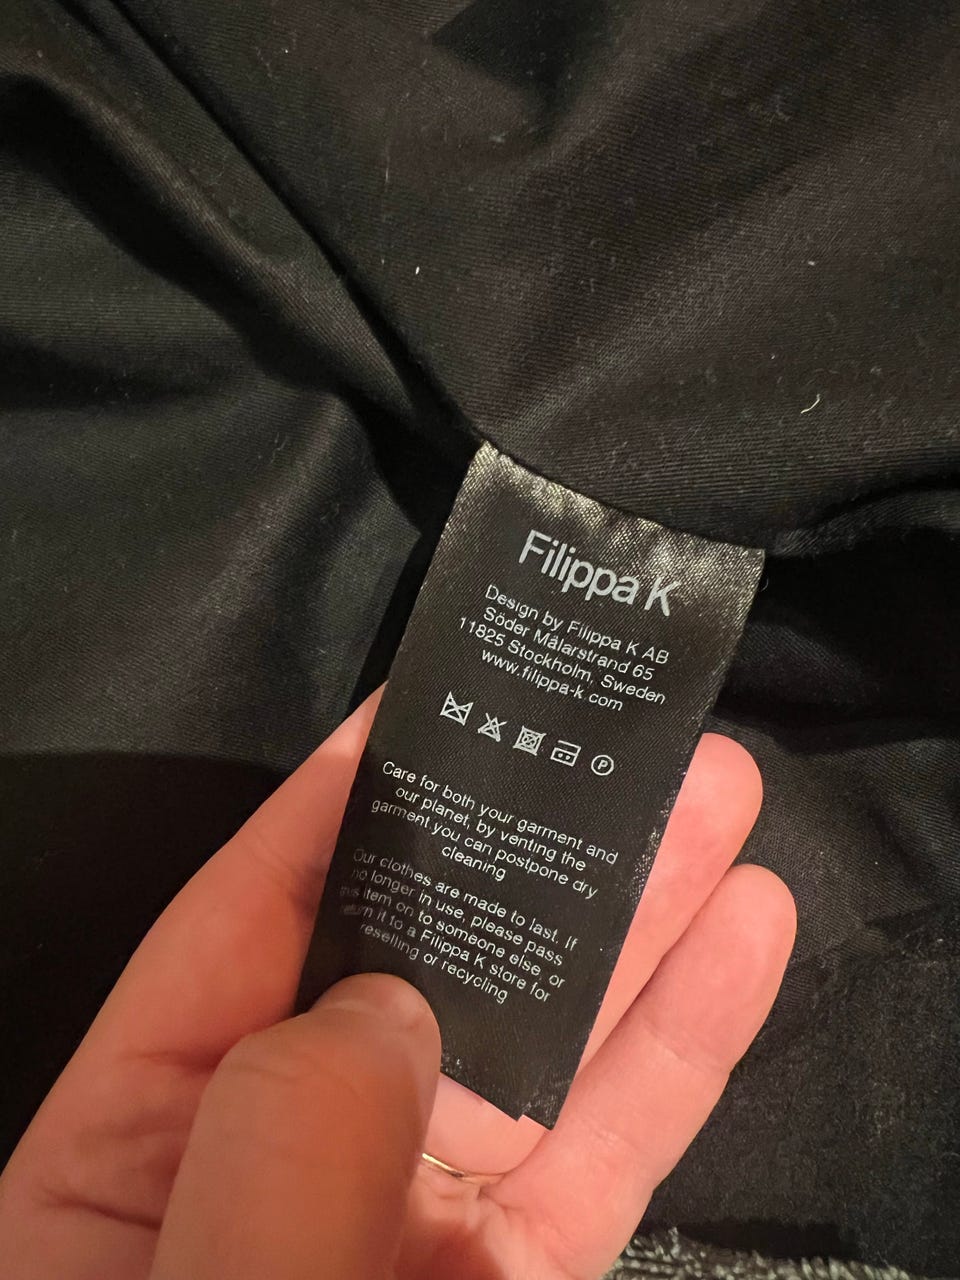 Filippa K
Design by Filippa K AB
Söder Mälarstrand 65
11825 Stockholm, Sweden
www.filippa-k.com
P
Care for both your garment and
our planet, by venting the
garment you can postpone dry
cleaning
Our clothes are made to last. If
no longer in use, please pass
this item on to someone else, or
return it to a Filippa K store for
reselling or recycling